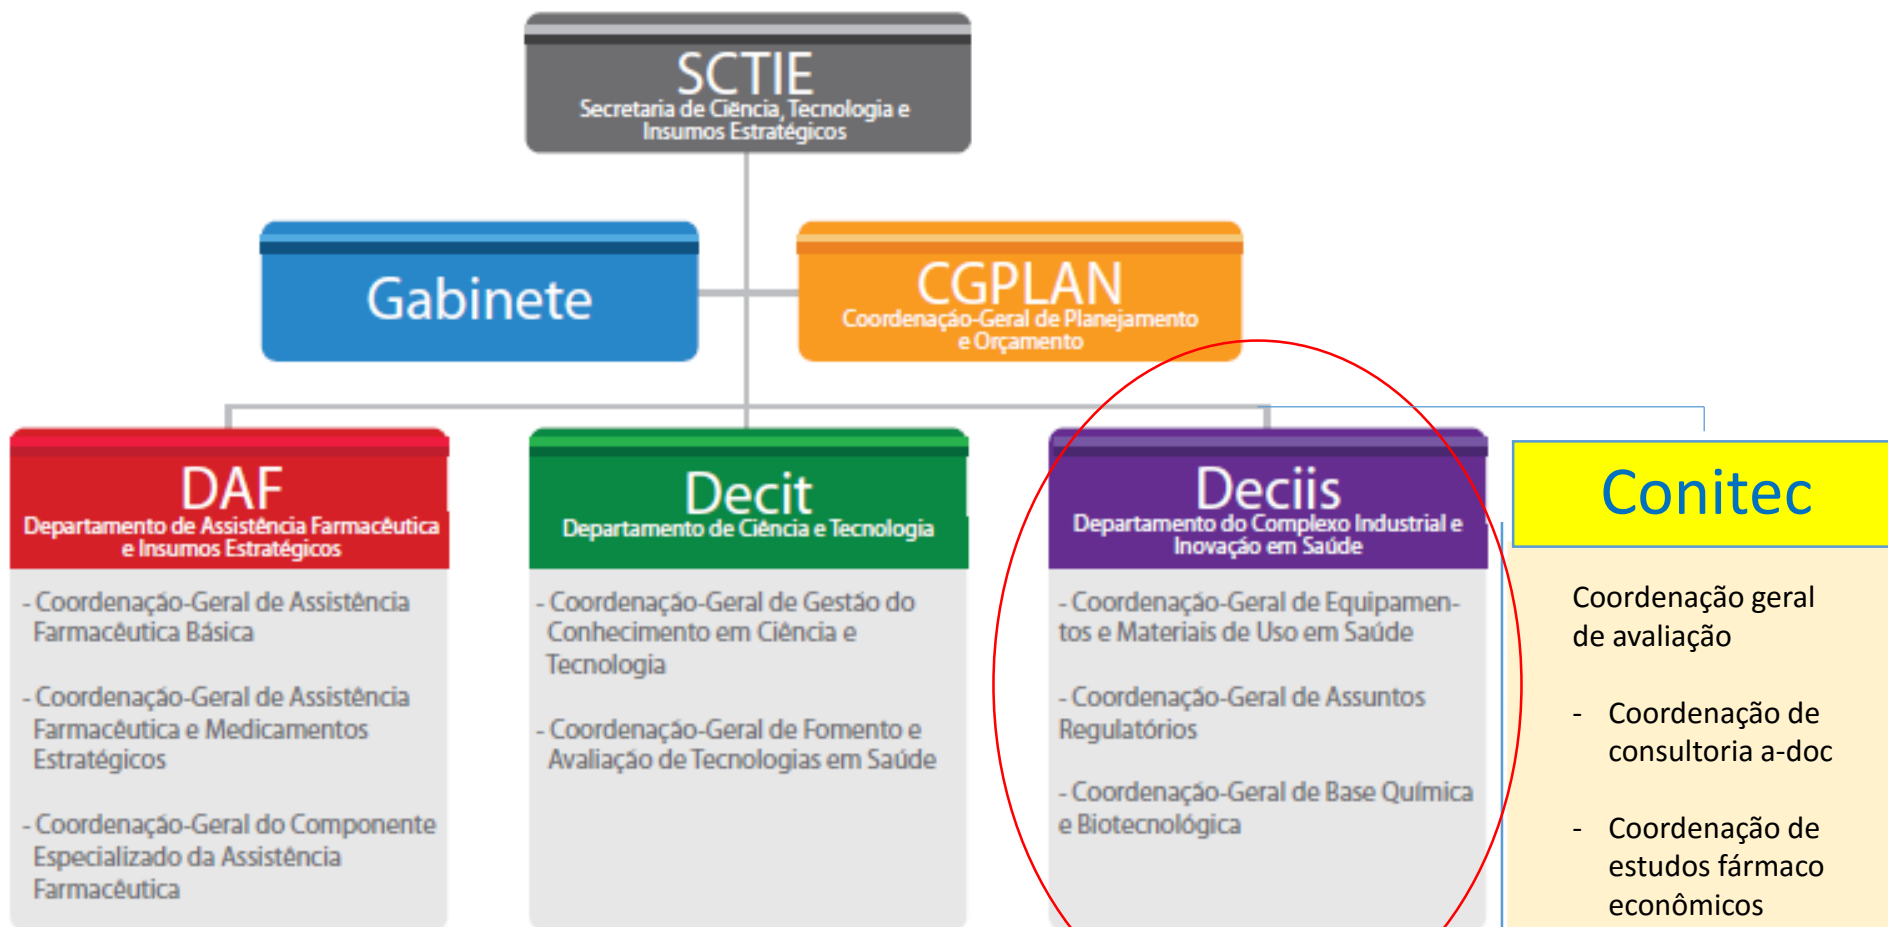 SCTIE
Secretaria de Ciência, Tecnologia e
Insumos Estratégicos
Gabinete
CGPLAN
Coordenação-Geral de Planejamento
e Orçamento
DAF
Departamento de Assistência Farmacêutica
e Insumos Estratégicos
- Coordenação-Geral de Assistência
Farmacêutica Básica
- Coordenação-Geral de Assistência
Farmacêutica e Medicamentos
Estratégicos
- Coordenação-Geral do Componente
Especializado da Assistência
Farmacêutica
Decit
Departamento de Ciência e Tecnologia
- Coordenação-Geral de Gestão do
Conhecimento em Ciência e
Tecnologia
- Coordenação-Geral de Fomento e
Avaliação de Tecnologias em Saúde
Deciis
Departamento do Complexo Industrial e
Inovação em Saúde
- Coordenação-Geral de Equipamen-
tos e Materiais de Uso em Saúde
- Coordenação-Geral de Assuntos
Regulatórios
- Coordenação-Geral de Base Química
e Biotecnológica
Conitec
Coordenação geral
de avaliação
- Coordenação de
consultoria a-doc
- Coordenação de
estudos fármaco
econômicos